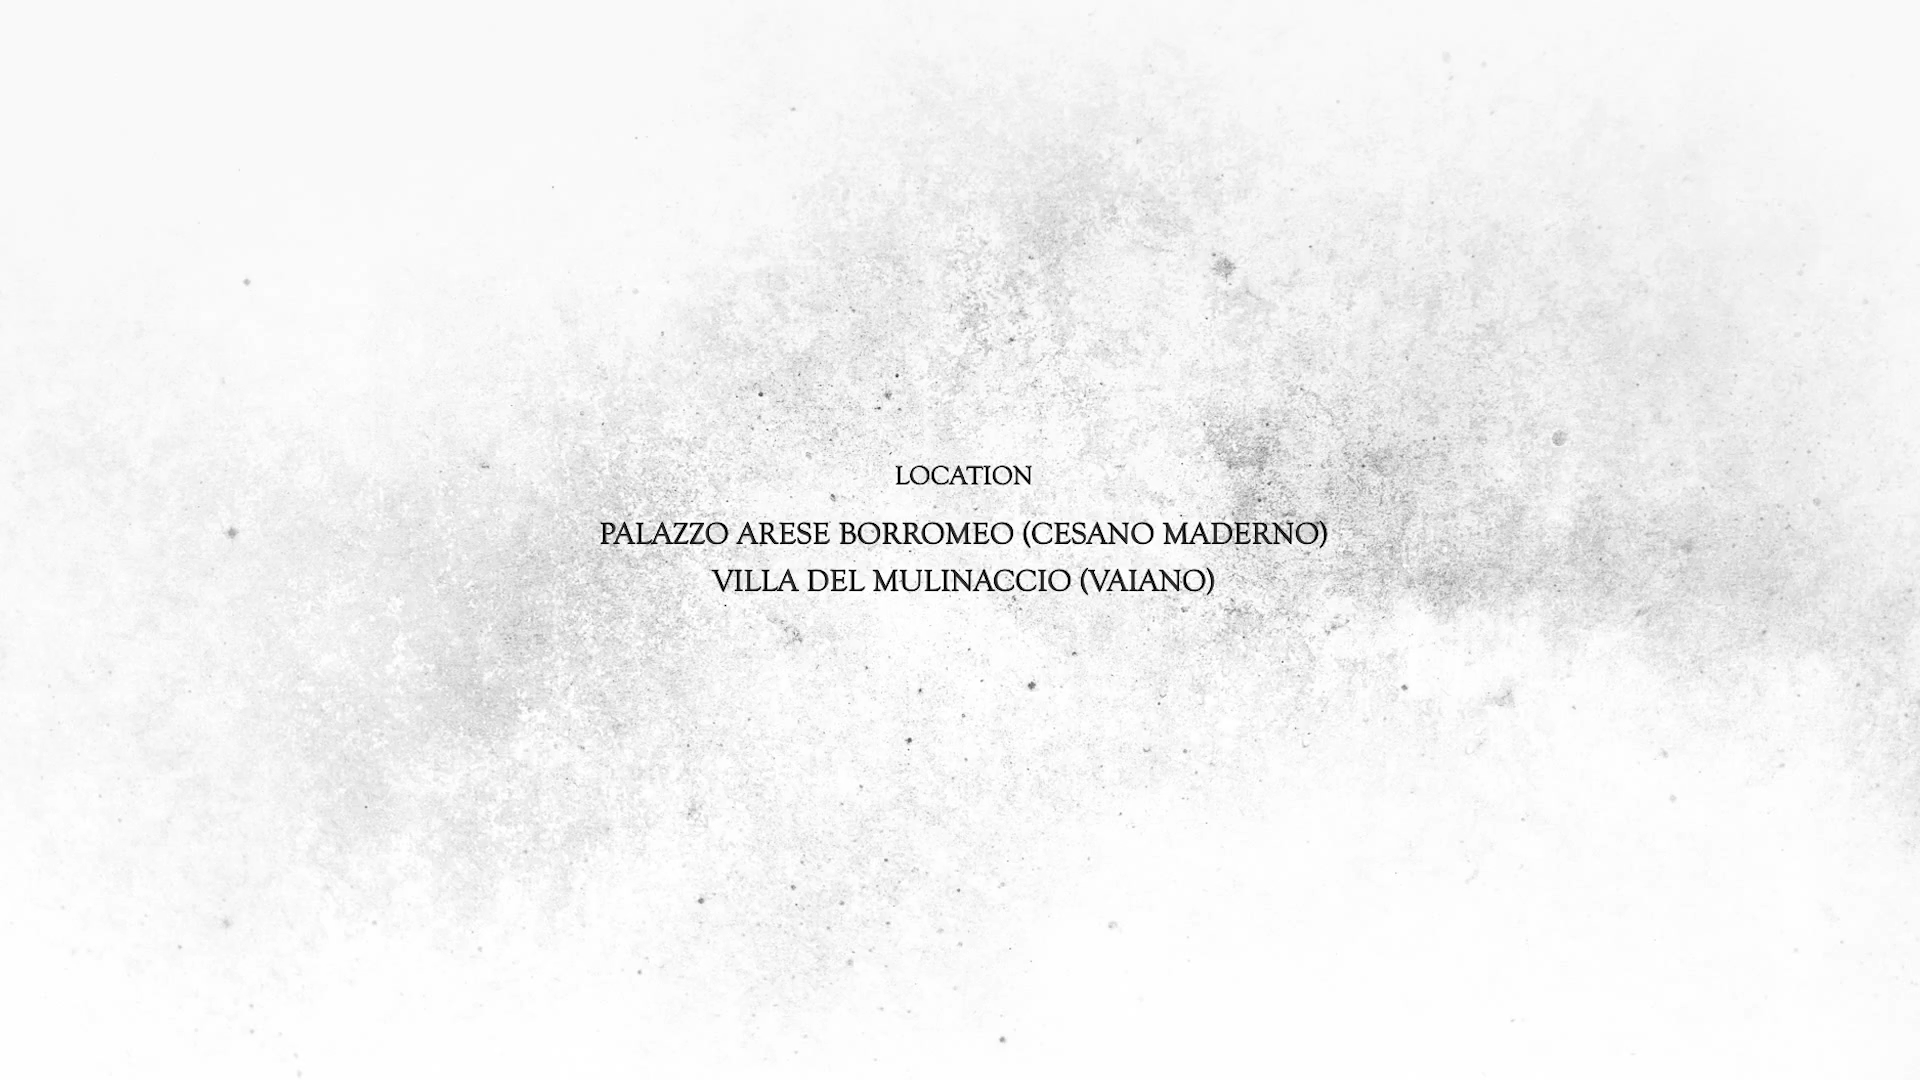 LOCATION
PALAZZO ARESE BORROMEO (CESANO MADERNO)
VILLA DEL MULINACCIO (VAIANO)